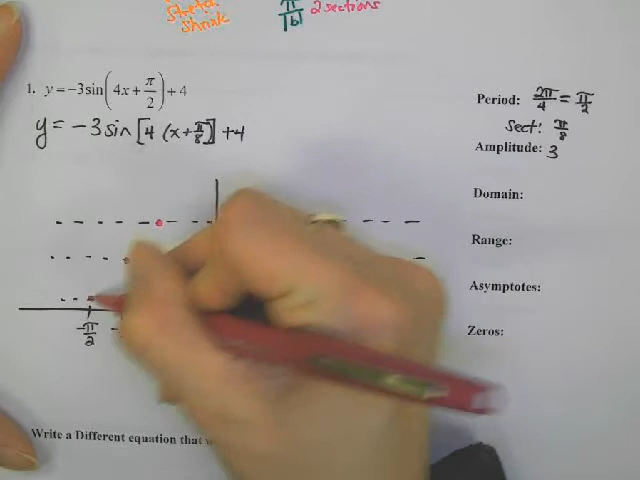 stretch
shrink
π/|b| 2 sections
1. y = −3sin(4x + π/2) + 4
y = −3 sin [4 (x + π/8)] + 4
Period: 2π/4 = π/2
Sect: π/8
Amplitude: 3
Domain:
Range:
Asymptotes:
Zeros:
-π/2
Write a Different equation that